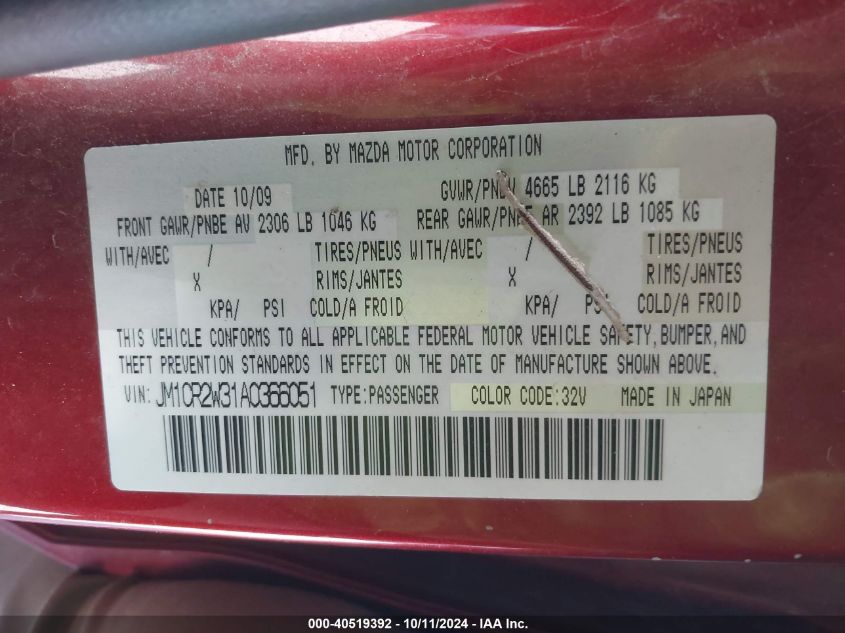 MFD. BY MAZDA MOTOR CORPORATION
DATE 10/09 GVWR/PNBV 4665 LB 2116 KG
FRONT GAWR/PNBE AV 2306 LB 1046 KG REAR GAWR/PNBE AR 2392 LB 1085 KG
WITH/AVEC / TIRES/PNEUS WITH/AVEC / TIRES/PNEUS
X RIMS/JANTES X RIMS/JANTES
KPA/ PSI COLD/A FROID KPA/ PSI COLD/A FROID
THIS VEHICLE CONFORMS TO ALL APPLICABLE FEDERAL MOTOR VEHICLE SAFETY, BUMPER, AND
THEFT PREVENTION STANDARDS IN EFFECT ON THE DATE OF MANUFACTURE SHOWN ABOVE.
VIN: JM1CR2W31A0366051 TYPE:PASSENGER COLOR CODE:32V MADE IN JAPAN
000-40519392 - 10/11/2024 - IAA Inc.